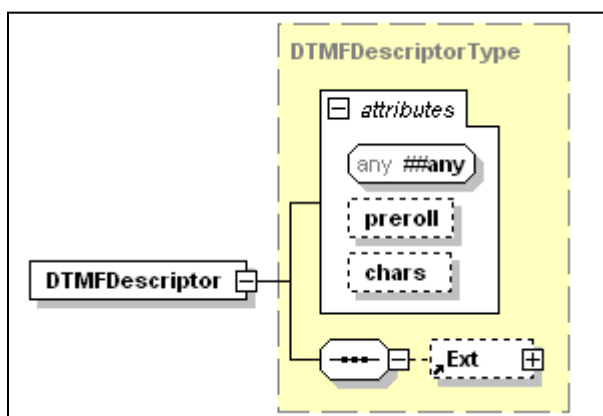 DTMFDescriptorType
attributes
any ##any
preroll
chars
DTMFDescriptor
Ext